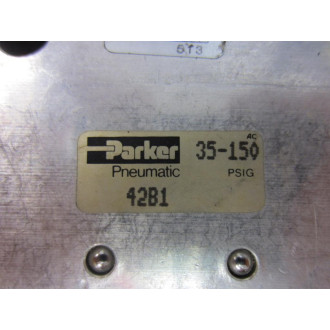 513
AC
Parker 35-150
Pneumatic PSIG
42B1